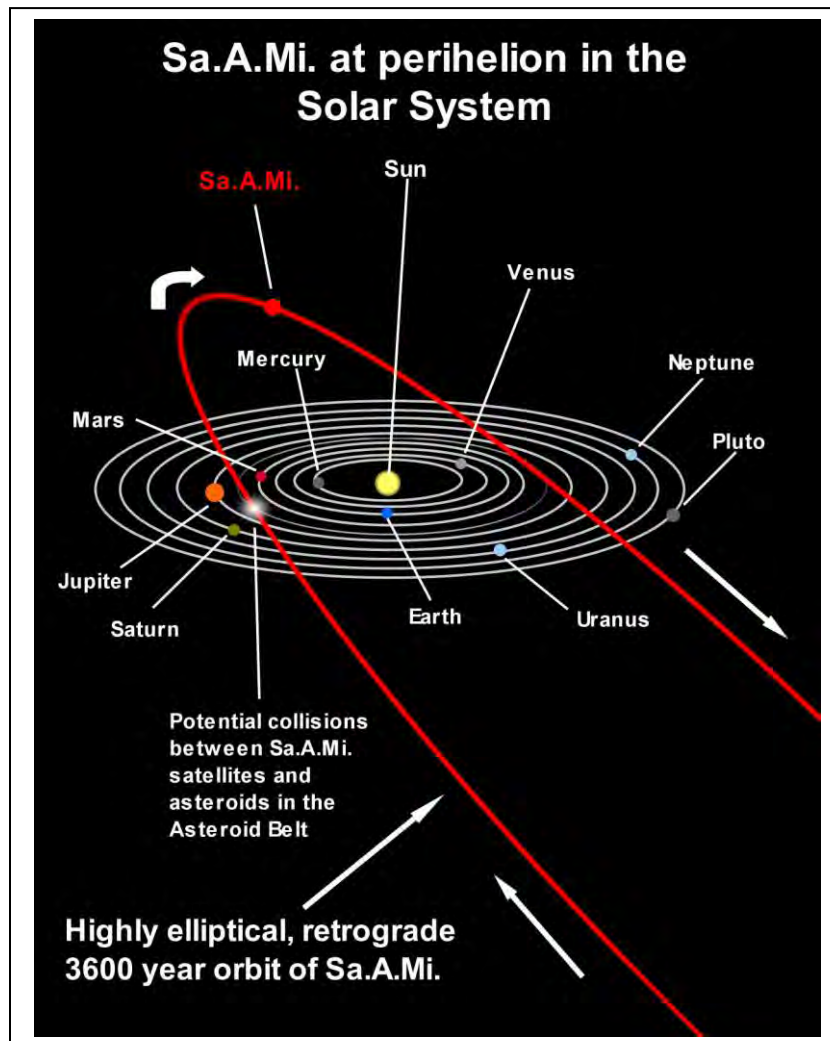 Sa.A.Mi. at perihelion in the
Solar System
Sun
Sa.A.Mi.
Venus
Mercury
Neptune
Mars
Pluto
Jupiter
Saturn
Earth
Uranus
Potential collisions
between Sa.A.Mi.
satellites and
asteroids in the
Asteroid Belt
Highly elliptical, retrograde
3600 year orbit of Sa.A.Mi.